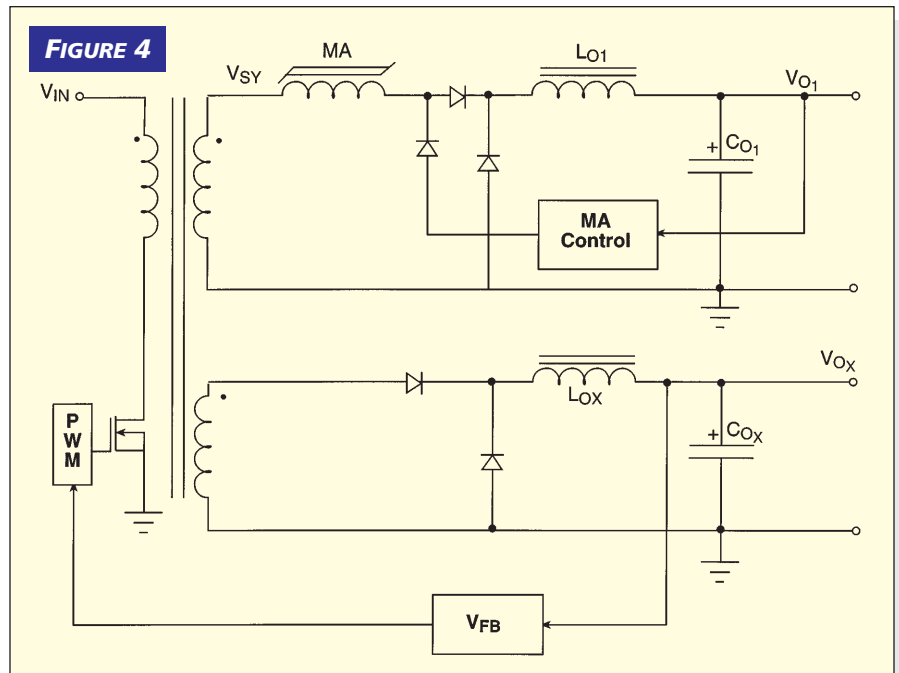 FIGURE 4
MA
LO1
VSY
VIN
VO1
+ CO1
MA
Control
VOX
LOX
P
W
M
+ COX
VFB